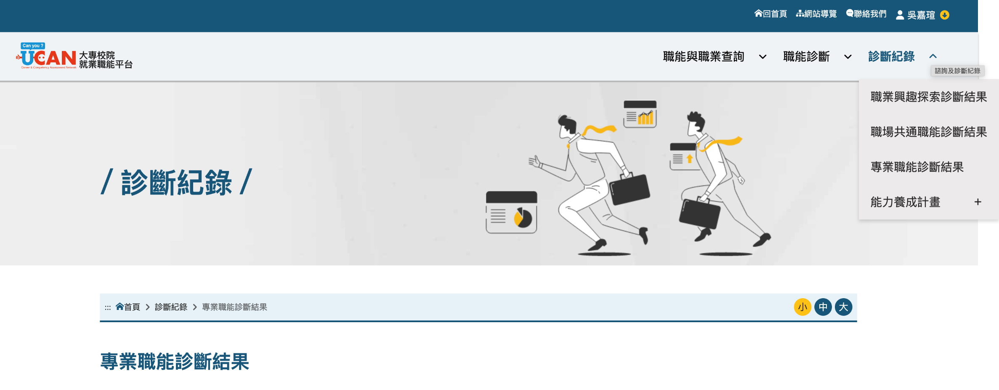 回首頁 網站導覽 聯絡我們 吳嘉瑄
Can you ?
UCAN
Career & Competency Assessment Network
大專校院
就業職能平台
職能與職業查詢 職能診斷 診斷紀錄
諮詢及診斷紀錄
職業興趣探索診斷結果
職場共通職能診斷結果
專業職能診斷結果
能力養成計畫 +
/ 診斷紀錄 /
::: 首頁 > 診斷紀錄 > 專業職能診斷結果
小 中 大
專業職能診斷結果